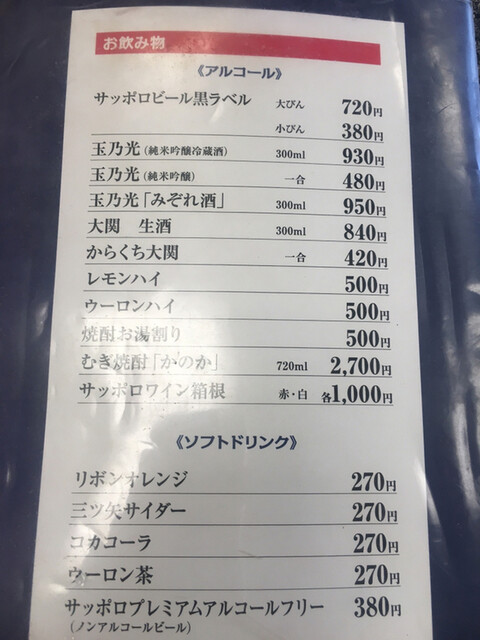 お飲み物
《アルコール》
サッポロビール黒ラベル 大びん 720円
小びん 380円
玉乃光(純米吟醸冷蔵酒) 300ml 930円
玉乃光(純米吟醸) 一合 480円
玉乃光「みぞれ酒」 300ml 950円
大関 生酒 300ml 840円
からくち大関 一合 420円
レモンハイ 500円
ウーロンハイ 500円
焼酎お湯割り 500円
むぎ焼酎「かのか」 720ml 2,700円
サッポロワイン箱根 赤・白 各1,000円
《ソフトドリンク》
リボンオレンジ 270円
三ツ矢サイダー 270円
コカコーラ 270円
ウーロン茶 270円
サッポロプレミアムアルコールフリー 380円
(ノンアルコールビール)